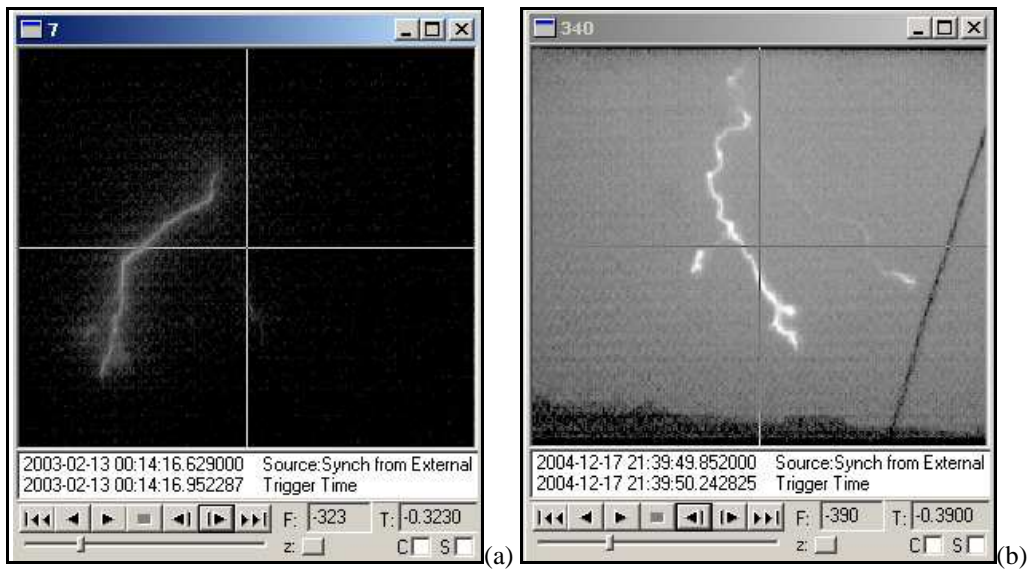 7
2003-02-13 00:14:16.629000 Source:Synch from External
2003-02-13 00:14:16.952287 Trigger Time
F: -323 T: -0.3230
z: C S
(a)
340
2004-12-17 21:39:49.852000 Source:Synch from External
2004-12-17 21:39:50.242825 Trigger Time
F: -390 T: -0.3900
z: C S
(b)